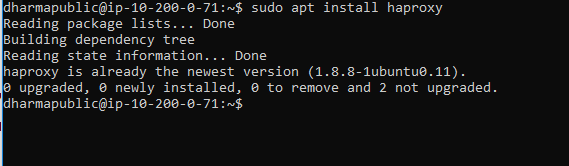 dharmapublic@ip-10-200-0-71:~$ sudo apt install haproxy
Reading package lists... Done
Building dependency tree
Reading state information... Done
haproxy is already the newest version (1.8.8-1ubuntu0.11).
0 upgraded, 0 newly installed, 0 to remove and 2 not upgraded.
dharmapublic@ip-10-200-0-71:~$